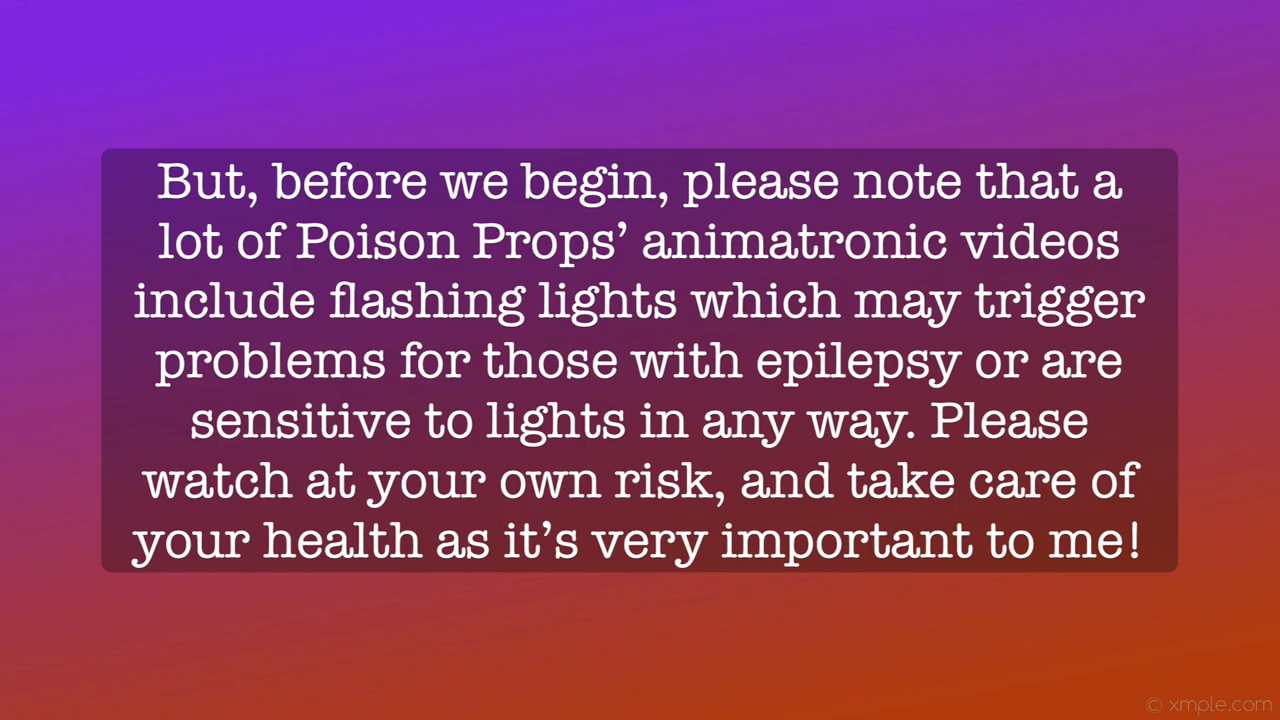 But, before we begin, please note that a
lot of Poison Props’ animatronic videos
include flashing lights which may trigger
problems for those with epilepsy or are
sensitive to lights in any way. Please
watch at your own risk, and take care of
your health as it’s very important to me!
© xmple.com